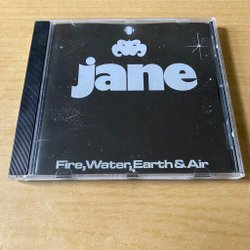 jane
Fire, Water, Earth & Air